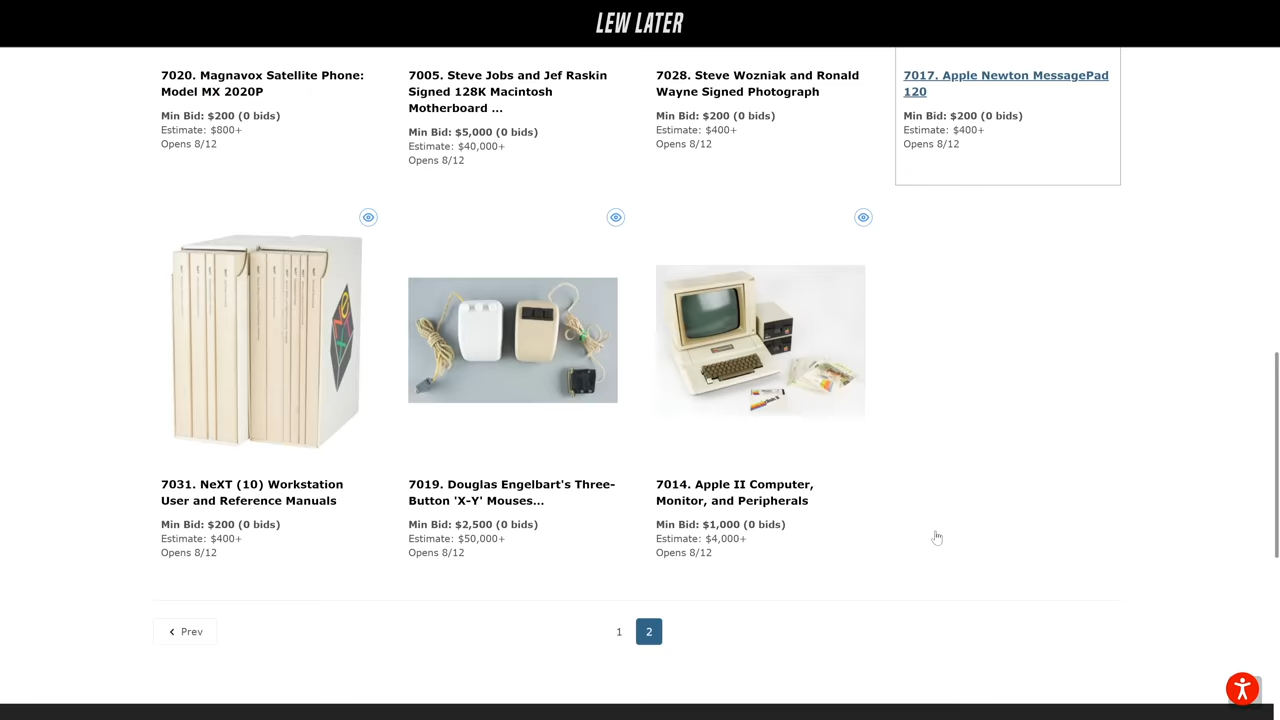 LEW LATER
7020. Magnavox Satellite Phone:
Model MX 2020P
Min Bid: $200 (0 bids)
Estimate: $800+
Opens 8/12
7005. Steve Jobs and Jef Raskin
Signed 128K Macintosh
Motherboard ...
Min Bid: $5,000 (0 bids)
Estimate: $40,000+
Opens 8/12
7028. Steve Wozniak and Ronald
Wayne Signed Photograph
Min Bid: $200 (0 bids)
Estimate: $400+
Opens 8/12
7017. Apple Newton MessagePad
120
Min Bid: $200 (0 bids)
Estimate: $400+
Opens 8/12
7031. NeXT (10) Workstation
User and Reference Manuals
Min Bid: $200 (0 bids)
Estimate: $400+
Opens 8/12
7019. Douglas Engelbart's Three-
Button 'X-Y' Mouses...
Min Bid: $2,500 (0 bids)
Estimate: $50,000+
Opens 8/12
7014. Apple II Computer,
Monitor, and Peripherals
Min Bid: $1,000 (0 bids)
Estimate: $4,000+
Opens 8/12
Prev
1
2